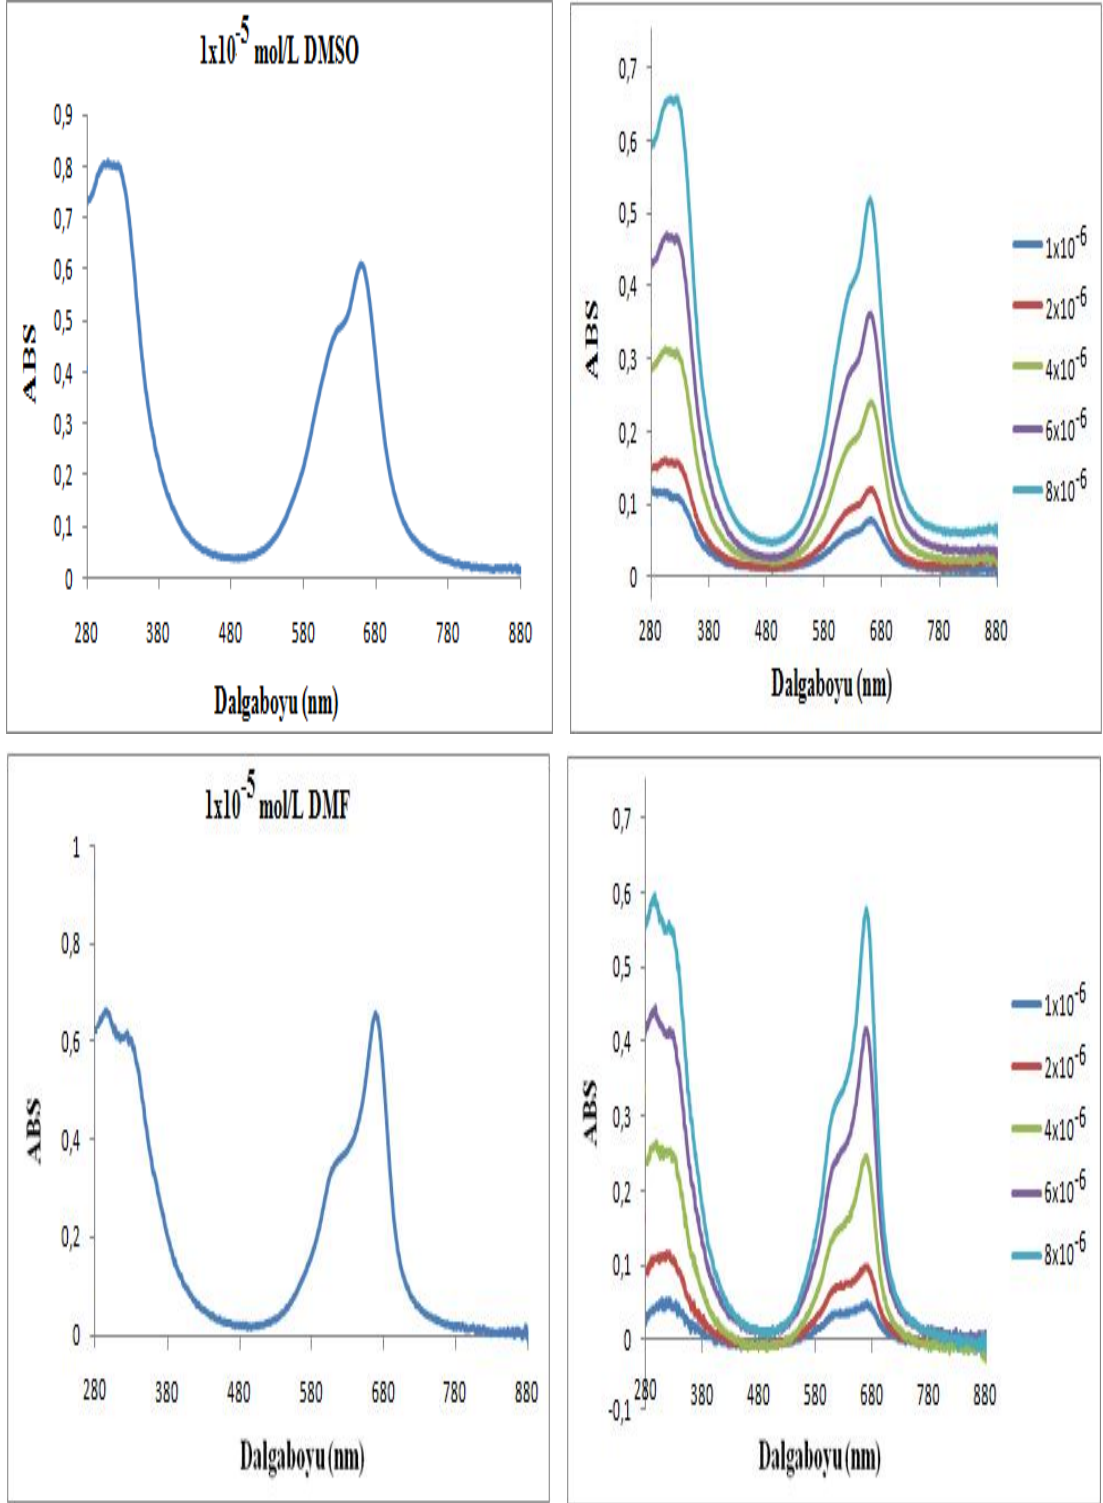 1x10-5 mol/L DMSO
0,9
0,8
0,7
0,6
0,5
0,4
0,3
0,2
0,1
0
ABS
280 380 480 580 680 780 880
Dalgaboyu (nm)
0,7
0,6
0,5
0,4
0,3
0,2
0,1
0
ABS
280 380 480 580 680 780 880
Dalgaboyu (nm)
1x10-6
2x10-6
4x10-6
6x10-6
8x10-6
1x10-5 mol/L DMF
1
0,8
0,6
0,4
0,2
0
ABS
280 380 480 580 680 780 880
Dalgaboyu (nm)
0,7
0,6
0,5
0,4
0,3
0,2
0,1
0
-0,1
ABS
280 380 480 580 680 780 880
Dalgaboyu (nm)
1x10-6
2x10-6
4x10-6
6x10-6
8x10-6